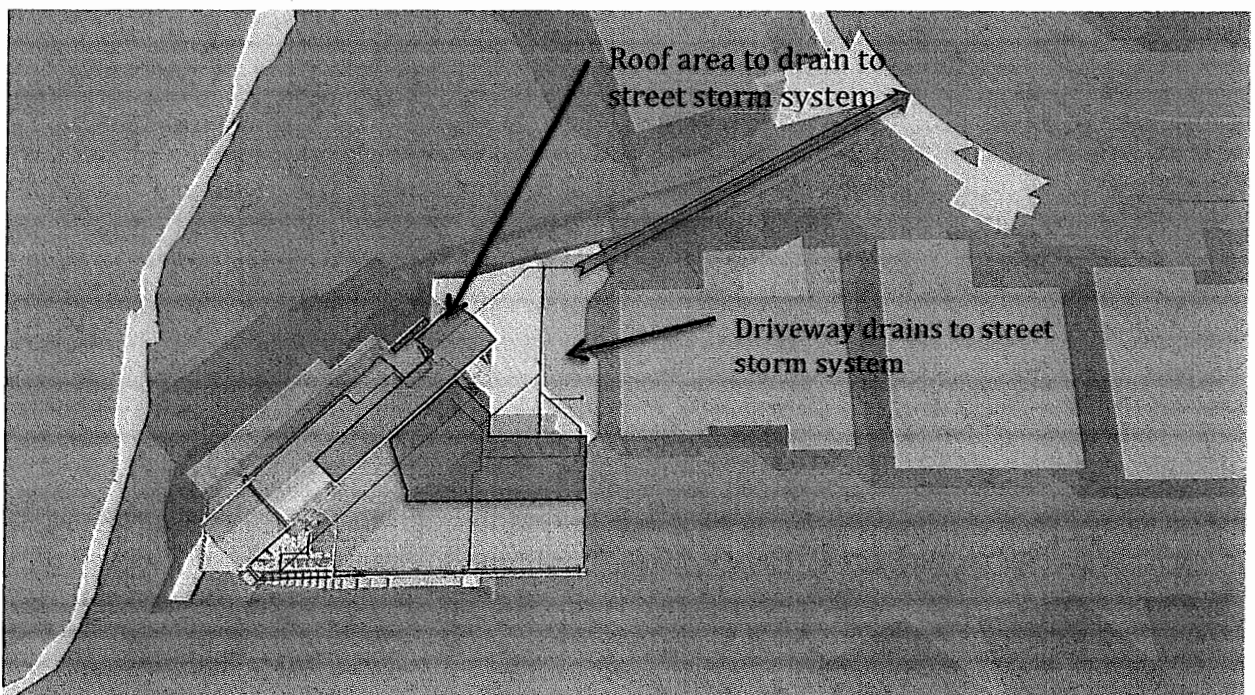 Roof area to drain to
street storm system
Driveway drains to street
storm system